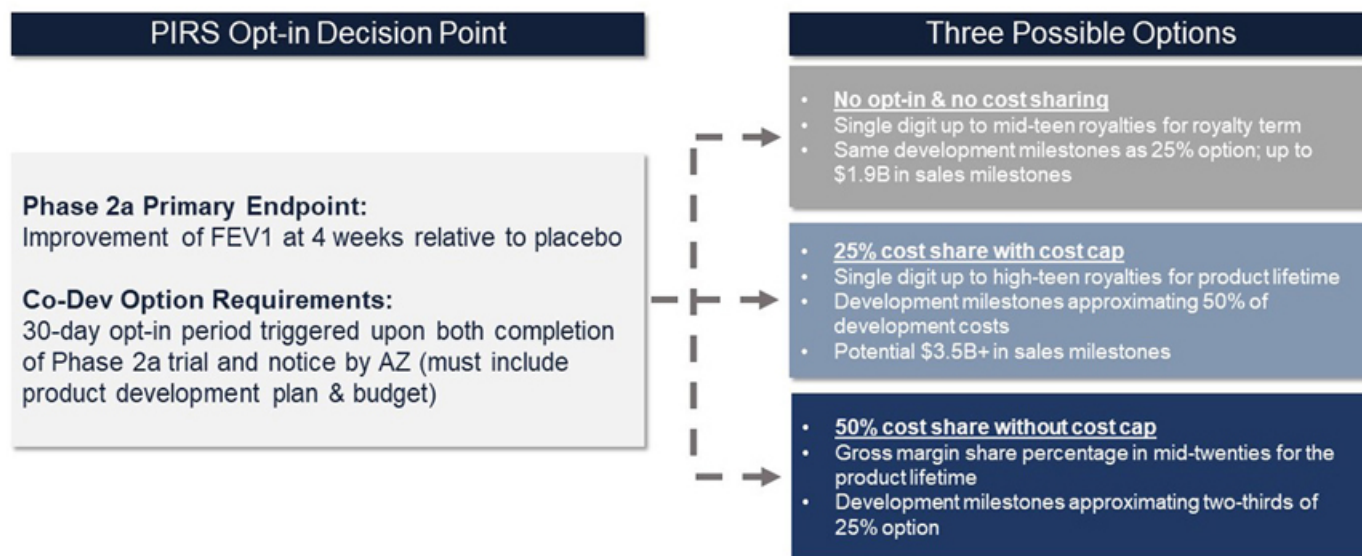 PIRS Opt-in Decision Point
Phase 2a Primary Endpoint:
Improvement of FEV1 at 4 weeks relative to placebo
Co-Dev Option Requirements:
30-day opt-in period triggered upon both completion
of Phase 2a trial and notice by AZ (must include
product development plan & budget)
Three Possible Options
• No opt-in & no cost sharing
• Single digit up to mid-teen royalties for royalty term
• Same development milestones as 25% option; up to
$1.9B in sales milestones
• 25% cost share with cost cap
• Single digit up to high-teen royalties for product lifetime
• Development milestones approximating 50% of
development costs
• Potential $3.5B+ in sales milestones
• 50% cost share without cost cap
• Gross margin share percentage in mid-twenties for the
product lifetime
• Development milestones approximating two-thirds of
25% option